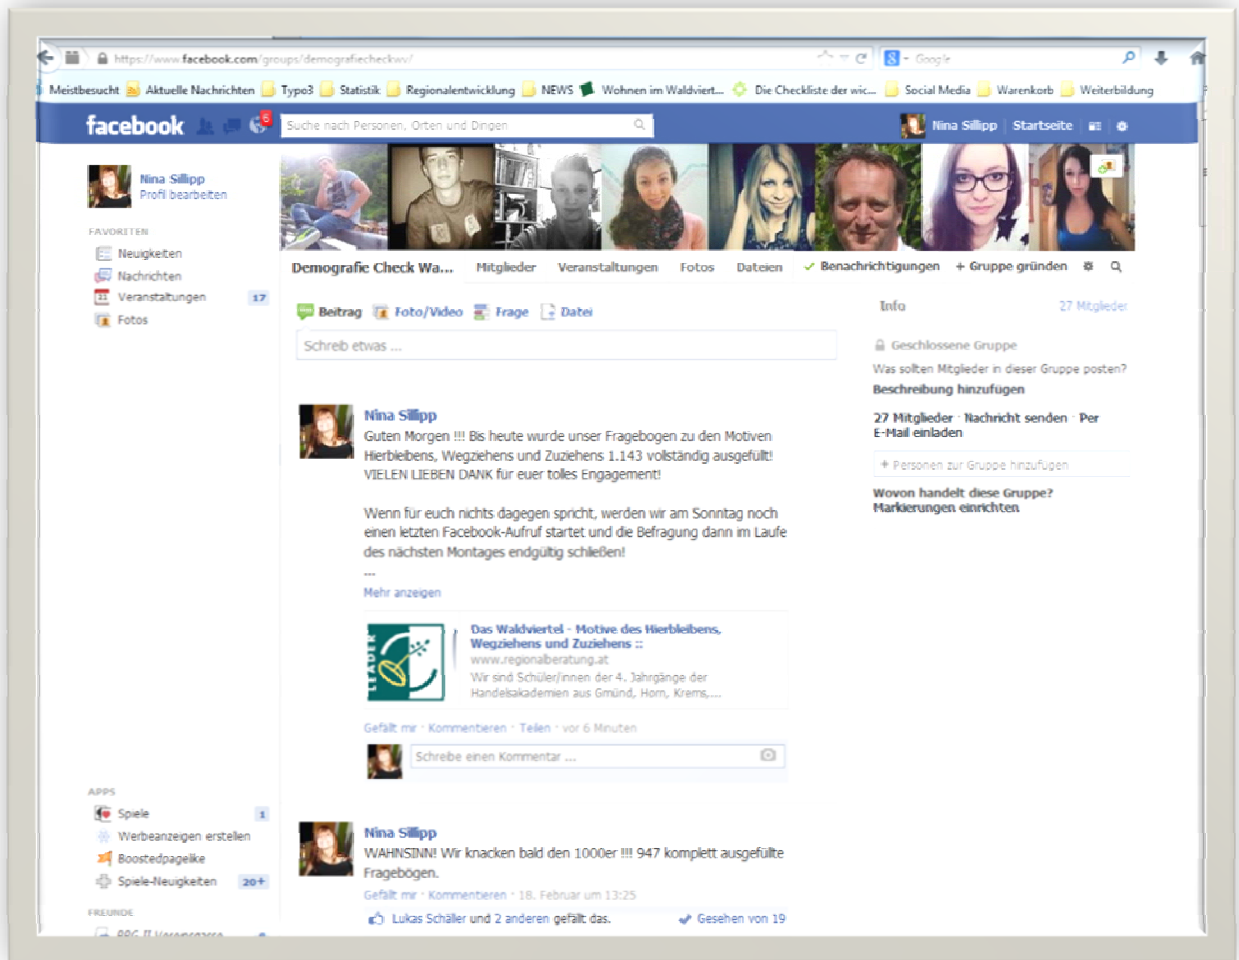 https://www.facebook.com/groups/demografiecheckwv/
Google
Meistbesucht Aktuelle Nachrichten Typo3 Statistik Regionalentwicklung NEWS Wohnen im Waldviert... Die Checkliste der wic... Social Media Warenkorb Weiterbildung
facebook 6 Suche nach Personen, Orten und Dingen Nina Sillipp Startseite
Nina Sillipp
Profil bearbeiten
FAVORITEN
Neuigkeiten
Nachrichten
Veranstaltungen 17
Fotos
APPS
Spiele 1
Werbeanzeigen erstellen
Boostedpagelike
Spiele-Neuigkeiten 20+
FREUNDE
Demografie Check Wa... Mitglieder Veranstaltungen Fotos Dateien Benachrichtigungen + Gruppe gründen
Beitrag Foto/Video Frage Datei
Schreib etwas ...
Nina Sillipp
Guten Morgen !!! Bis heute wurde unser Fragebogen zu den Motiven
Hierbleibens, Wegziehens und Zuziehens 1.143 vollständig ausgefüllt!
VIELEN LIEBEN DANK für euer tolles Engagement!
Wenn für euch nichts dagegen spricht, werden wir am Sonntag noch
einen letzten Facebook-Aufruf startet und die Befragung dann im Laufe
des nächsten Montages endgültig schließen!
...
Mehr anzeigen
LEADER
Das Waldviertel - Motive des Hierbleibens,
Wegziehens und Zuziehens ::
www.regionalberatung.at
Wir sind Schüler/innen der 4. Jahrgänge der
Handelsakademien aus Gmünd, Horn, Krems,...
Gefällt mir · Kommentieren · Teilen · vor 6 Minuten
Schreibe einen Kommentar ...
Nina Sillipp
WAHNSINN! Wir knacken bald den 1000er !!! 947 komplett ausgefüllte
Fragebögen.
Gefällt mir · Kommentieren · 18. Februar um 13:25
Lukas Schäller und 2 anderen gefällt das. Gesehen von 19
Info 27 Mitglieder
Geschlossene Gruppe
Was sollten Mitglieder in dieser Gruppe posten?
Beschreibung hinzufügen
27 Mitglieder · Nachricht senden · Per
E-Mail einladen
+ Personen zur Gruppe hinzufügen
Wovon handelt diese Gruppe?
Markierungen einrichten